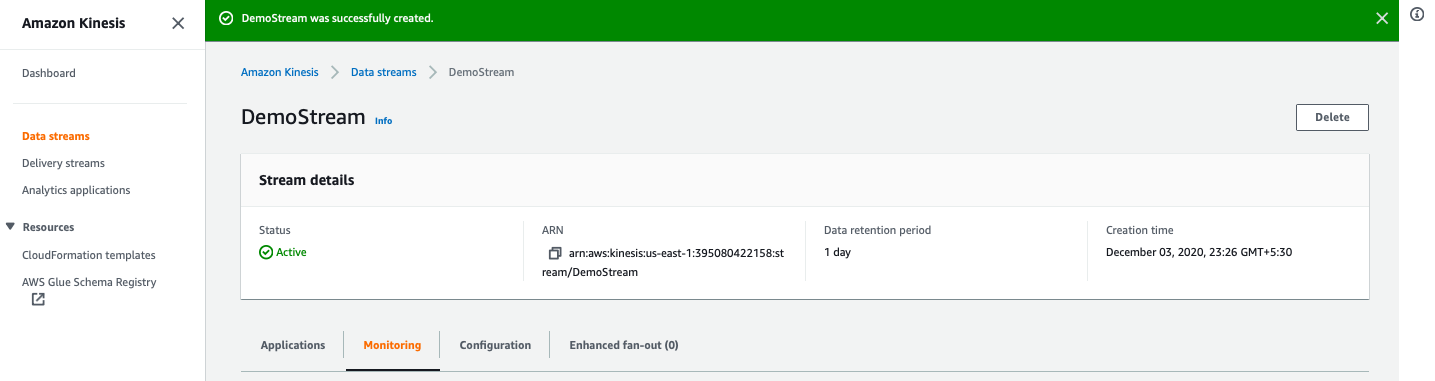 Amazon Kinesis
DemoStream was successfully created.
Dashboard
Data streams
Delivery streams
Analytics applications
Resources
CloudFormation templates
AWS Glue Schema Registry
Amazon Kinesis
Data streams
DemoStream
DemoStream Info
Delete
Stream details
Status
Active
ARN
arn:aws:kinesis:us-east-1:395080422158:st
ream/DemoStream
Data retention period
1 day
Creation time
December 03, 2020, 23:26 GMT+5:30
Applications
Monitoring
Configuration
Enhanced fan-out (0)